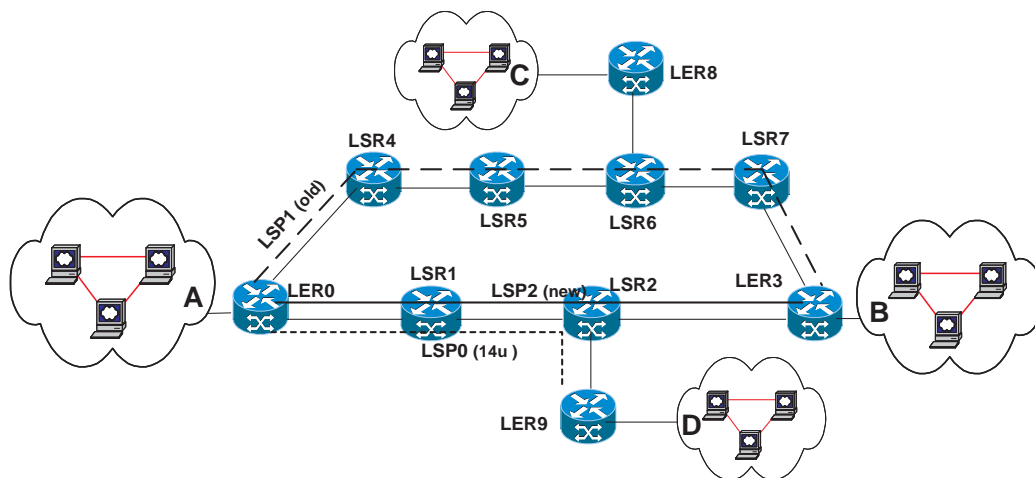 C
LER8
LSR4
LSR7
LSP1 (old)
LSR5
LSR6
A
LER0
LSR1
LSP2 (new)
LSR2
LER3
B
LSP0 (14u )
LER9
D